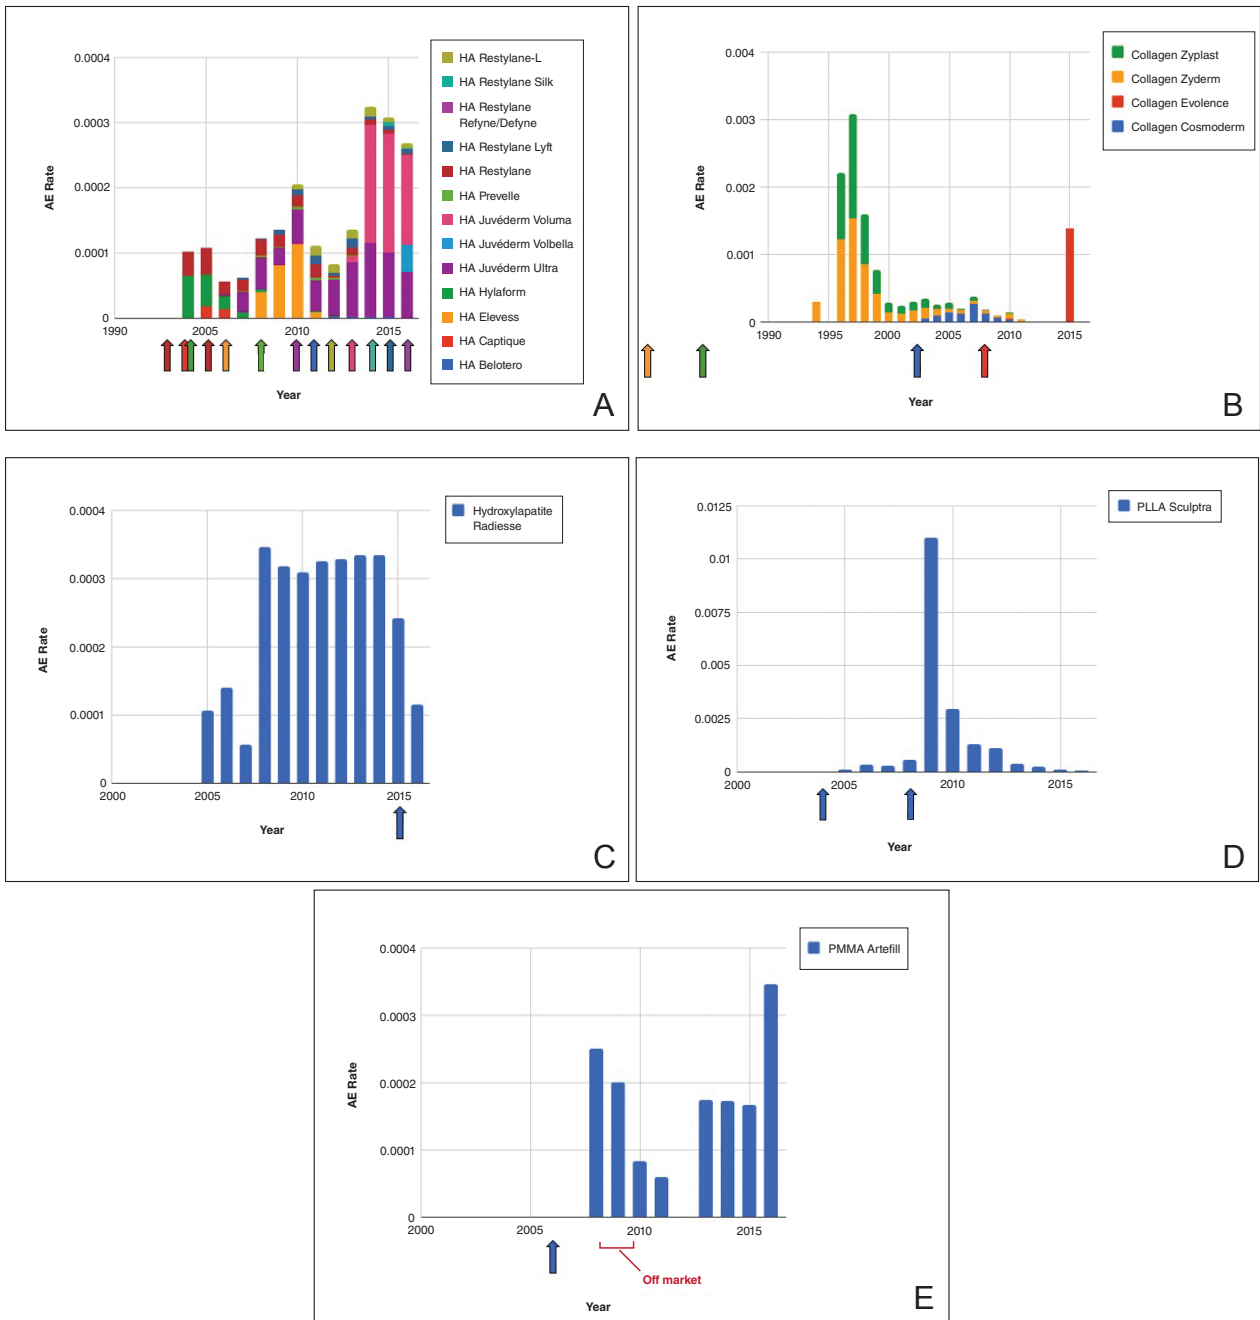 0.0004
0.0003
0.0002
0.0001
0
AE Rate
1990
2005
2010
2015
Year
HA Restylane-L
HA Restylane Silk
HA Restylane
Refyne/Defyne
HA Restylane Lyft
HA Restylane
HA Prevelle
HA Juvéderm Voluma
HA Juvéderm Volbella
HA Juvéderm Ultra
HA Hylaform
HA Elevess
HA Captique
HA Belotero
A
0.004
0.003
0.002
0.001
0
AE Rate
1990
1995
2000
2005
2010
2015
Year
Collagen Zyplast
Collagen Zyderm
Collagen Evolence
Collagen Cosmoderm
B
0.0004
0.0003
0.0002
0.0001
0
AE Rate
2000
2005
2010
2015
Year
Hydroxylapatite
Radiesse
C
0.0125
0.01
0.0075
0.005
0.0025
0
AE Rate
2000
2005
2010
2015
Year
PLLA Sculptra
D
0.0004
0.0003
0.0002
0.0001
0
AE Rate
2000
2005
2010
2015
Off market
Year
PMMA Artefill
E